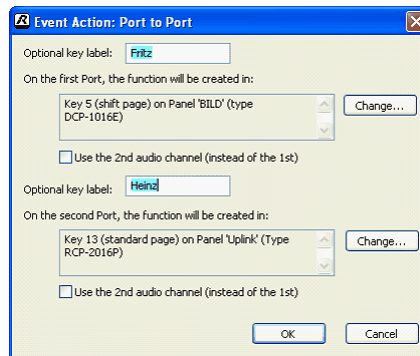 Event Action: Port to Port
Optional key label: Fritz
On the first Port, the function will be created in:
Key 5 (shift page) on Panel 'BILD' (type
DCP-1016E)
Change...
Use the 2nd audio channel (instead of the 1st)
Optional key label: Heinz
On the second Port, the function will be created in:
Key 13 (standard page) on Panel 'Uplink' (Type
RCP-2016P)
Change...
Use the 2nd audio channel (instead of the 1st)
OK Cancel